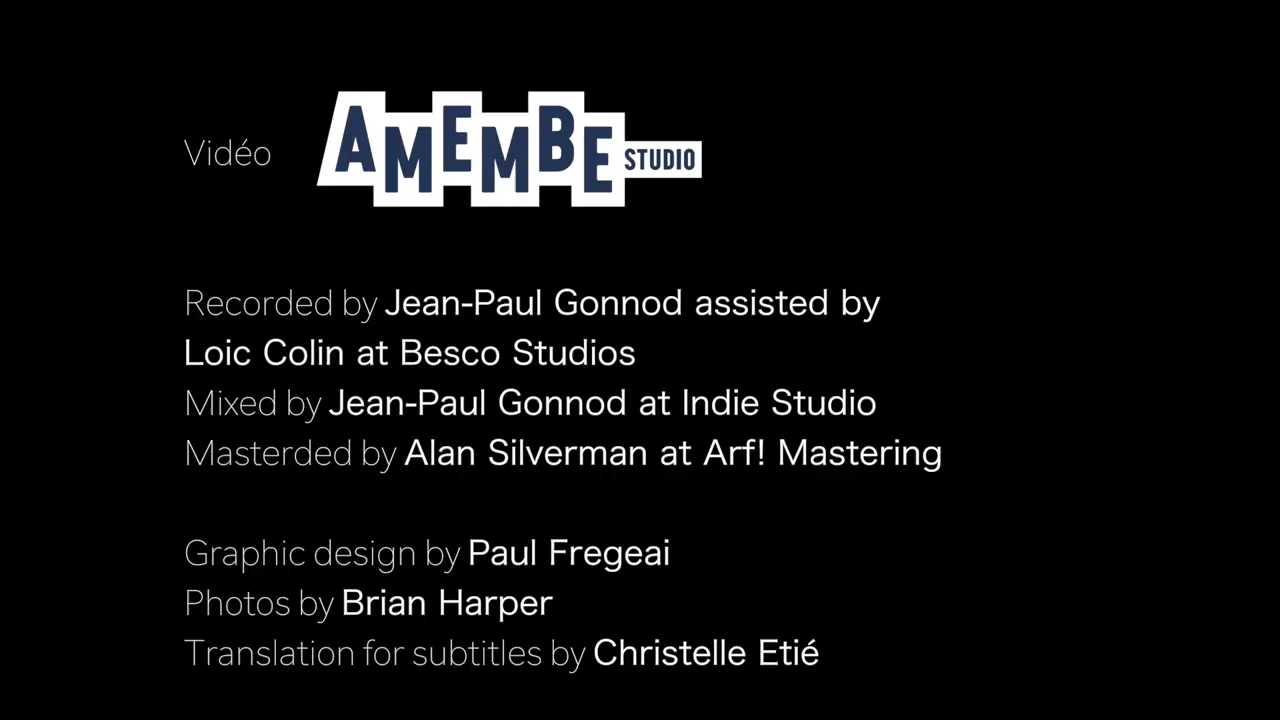 Vidéo AMEMBE STUDIO
Recorded by Jean-Paul Gonnod assisted by
Loic Colin at Besco Studios
Mixed by Jean-Paul Gonnod at Indie Studio
Masterded by Alan Silverman at Arf! Mastering
Graphic design by Paul Fregeai
Photos by Brian Harper
Translation for subtitles by Christelle Etié